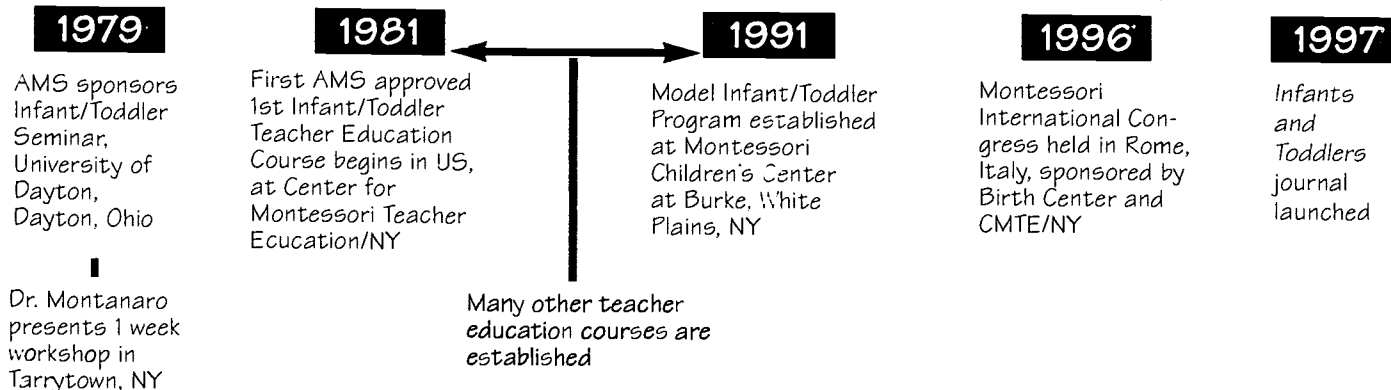 1979
AMS sponsors
Infant/Toddler
Seminar,
University of
Dayton,
Dayton, Ohio
Dr. Montanaro
presents 1 week
workshop in
Tarrytown, NY
1981
First AMS approved
1st Infant/Toddler
Teacher Education
Course begins in US,
at Center for
Montessori Teacher
Ecucation/NY
Many other teacher
education courses are
established
1991
Model Infant/Toddler
Program established
at Montessori
Children's Center
at Burke, White
Plains, NY
1996
Montessori
International Con-
gress held in Rome,
Italy, sponsored by
Birth Center and
CMTE/NY
1997
Infants
and
Toddlers
journal
launched